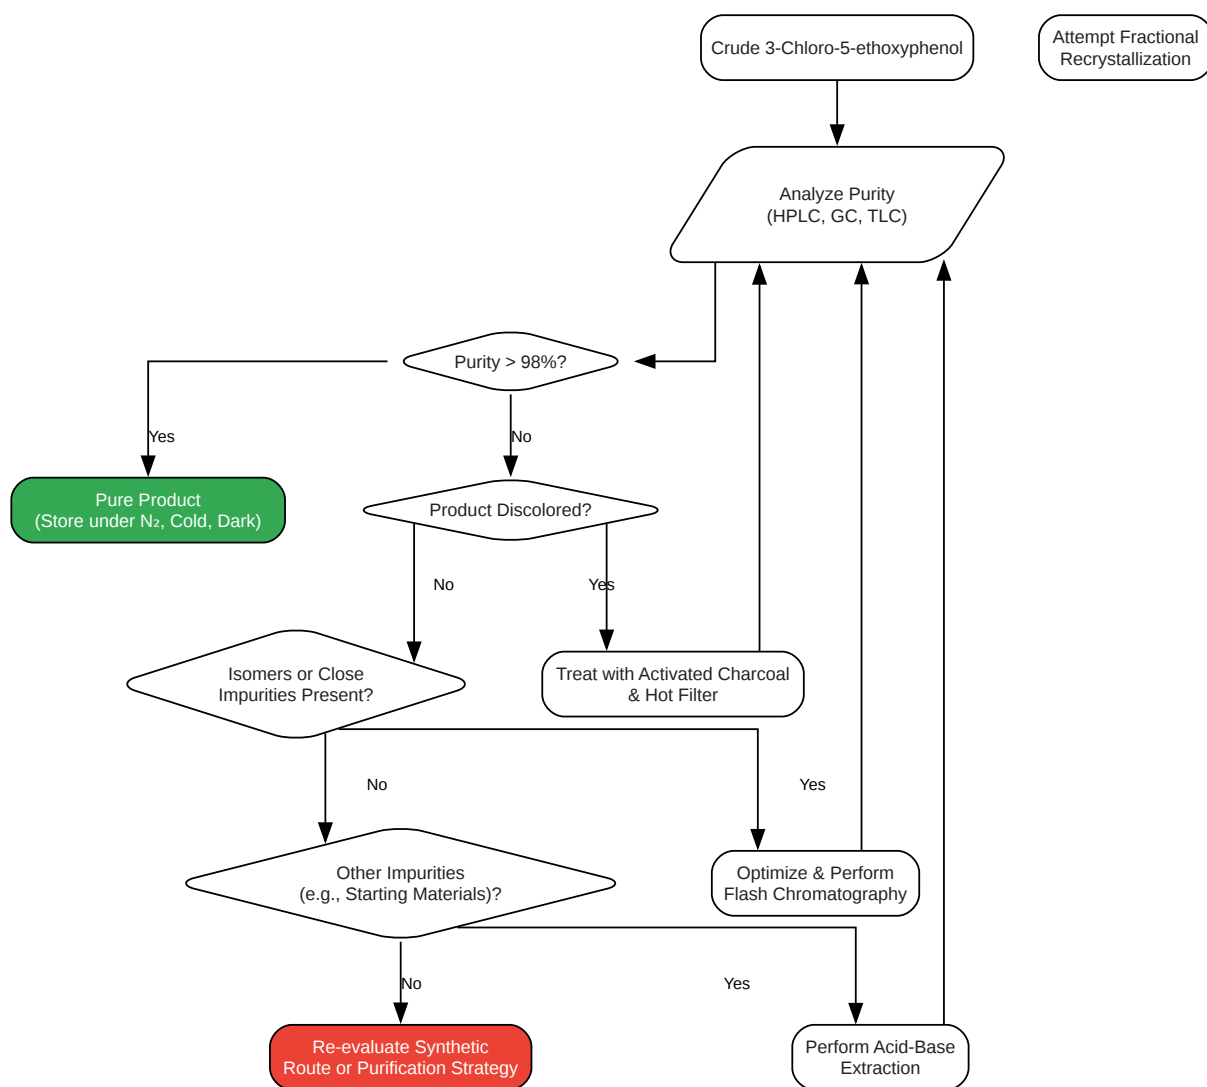 Crude 3-Chloro-5-ethoxyphenol
Attempt Fractional
Recrystallization
Analyze Purity
(HPLC, GC, TLC)
Purity > 98%?
Yes
No
Pure Product
(Store under N₂, Cold, Dark)
Product Discolored?
No
Yes
Isomers or Close
Impurities Present?
Treat with Activated Charcoal
& Hot Filter
No
Yes
Other Impurities
(e.g., Starting Materials)?
Optimize & Perform
Flash Chromatography
No
Yes
Re-evaluate Synthetic
Route or Purification Strategy
Perform Acid-Base
Extraction